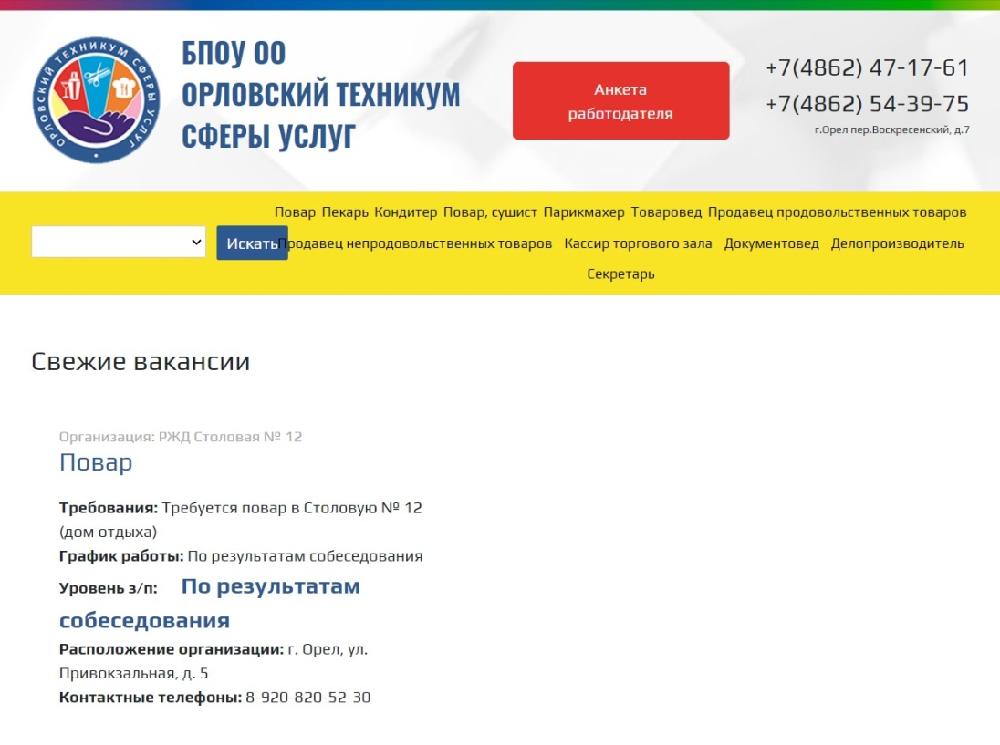 ОРЛОВСКИЙ ТЕХНИКУМ СФЕРЫ УСЛУГ
БПОУ ОО
ОРЛОВСКИЙ ТЕХНИКУМ
СФЕРЫ УСЛУГ
Анкета
работодателя
+7(4862) 47-17-61
+7(4862) 54-39-75
г.Орел пер.Воскресенский, д.7
Повар Пекарь Кондитер Повар, сушист Парикмахер Товаровед Продавец продовольственных товаров
Искать
Продавец непродовольственных товаров Кассир торгового зала Документовед Делопроизводитель
Секретарь
Свежие вакансии
Организация: РЖД Столовая № 12
Повар
Требования: Требуется повар в Столовую № 12
(дом отдыха)
График работы: По результатам собеседования
Уровень з/п: По результатам
собеседования
Расположение организации: г. Орел, ул.
Привокзальная, д. 5
Контактные телефоны: 8-920-820-52-30